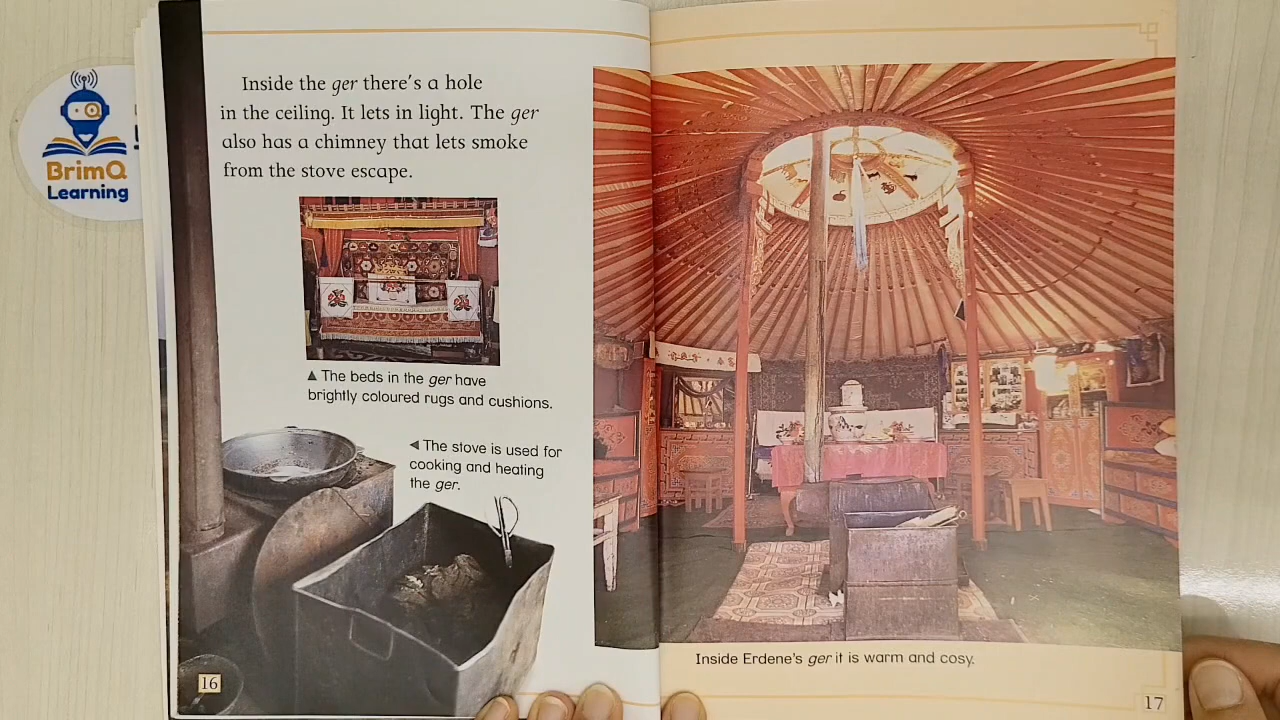 BrimQ
Learning
Inside the ger there's a hole
in the ceiling. It lets in light. The ger
also has a chimney that lets smoke
from the stove escape.
▲ The beds in the ger have
brightly coloured rugs and cushions.
◄ The stove is used for
cooking and heating
the ger.
16
Inside Erdene's ger it is warm and cosy.
17